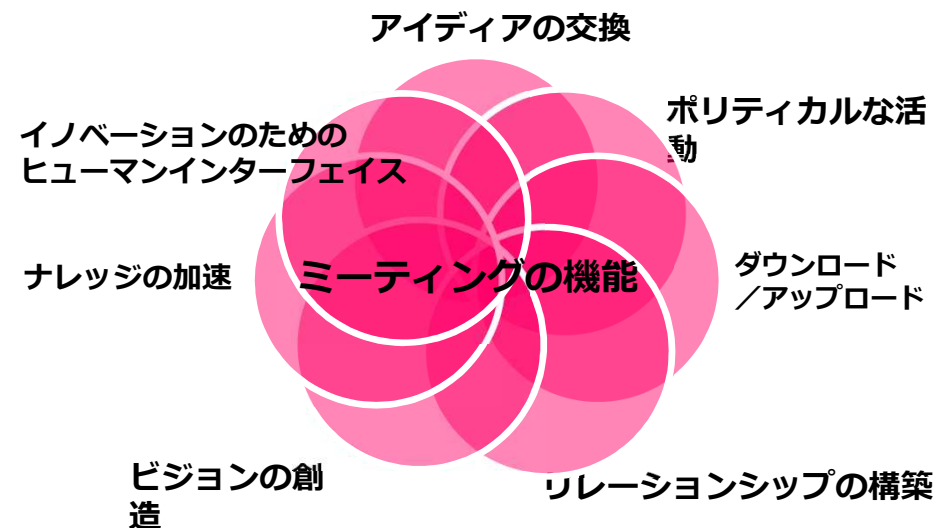 アイディアの交換
ポリティカルな活
動
イノベーションのための
ヒューマンインターフェイス
ナレッジの加速
ミーティングの機能
ダウンロード
／アップロード
ビジョンの創
造
リレーションシップの構築